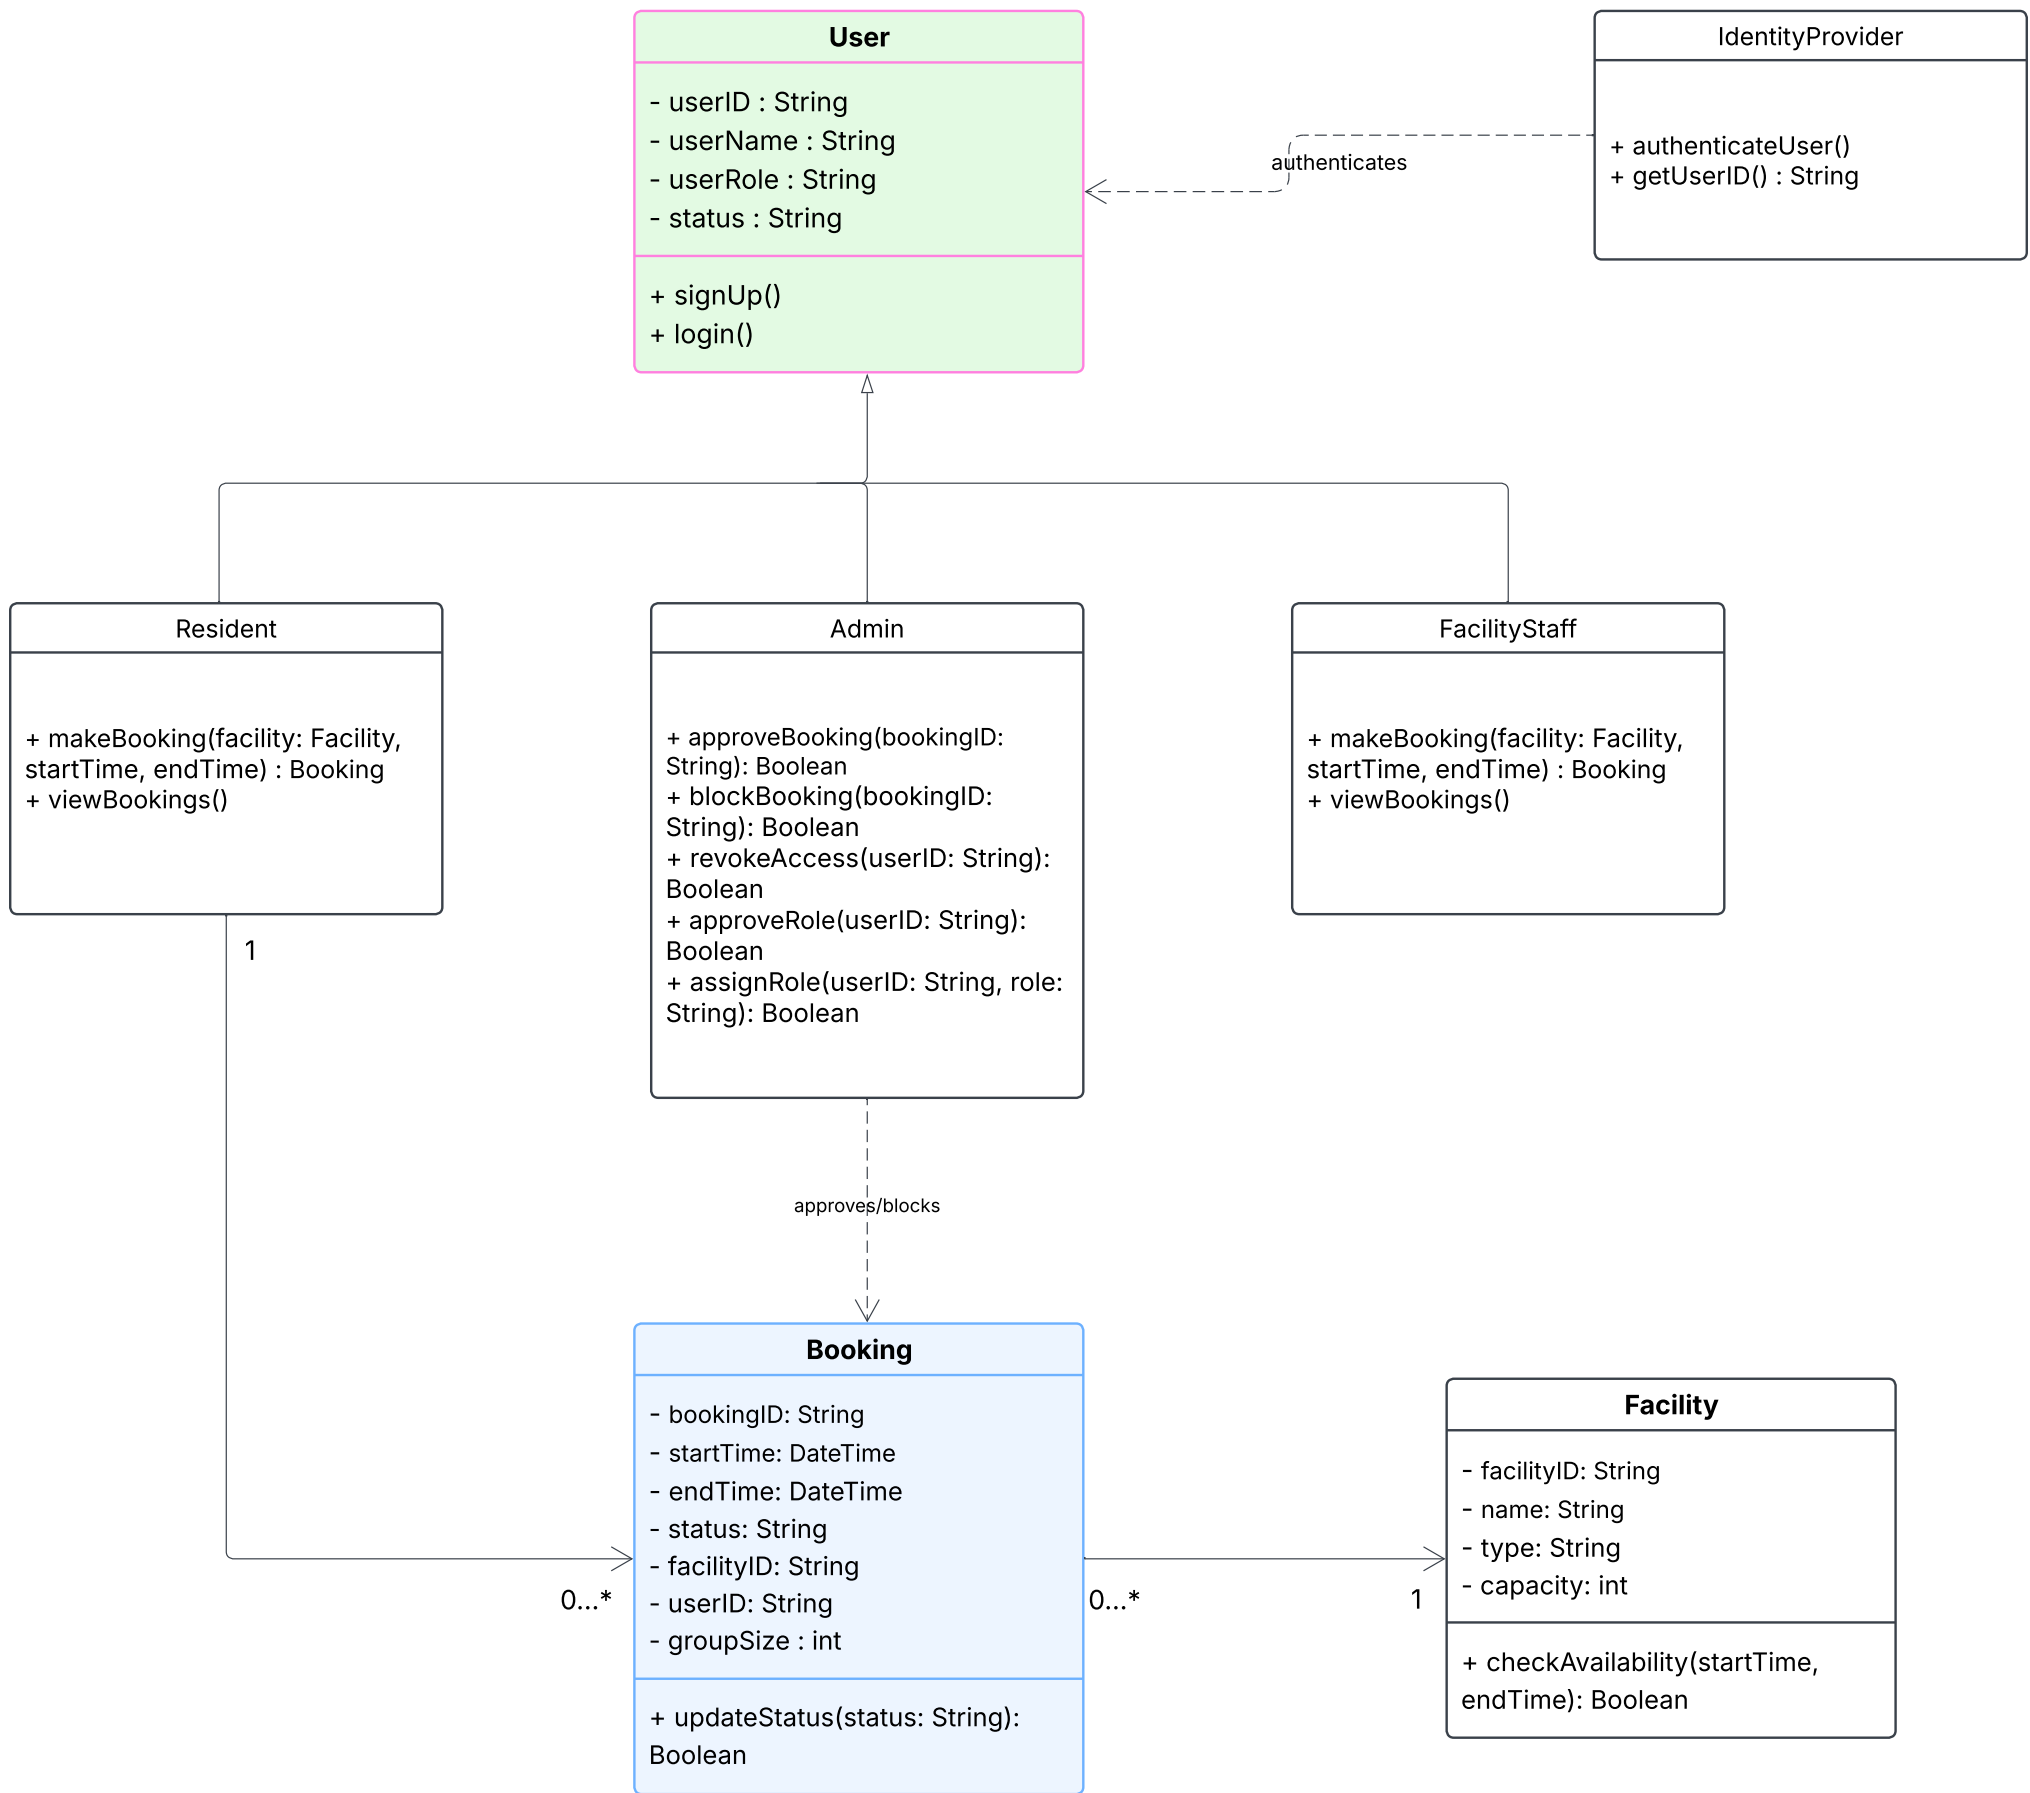 User
- userID : String
- userName : String
- userRole : String
- status : String
+ signUp()
+ login()
IdentityProvider
+ authenticateUser()
+ getUserID() : String
authenticates
Resident
+ makeBooking(facility: Facility,
startTime, endTime) : Booking
+ viewBookings()
Admin
+ approveBooking(bookingID:
String): Boolean
+ blockBooking(bookingID:
String): Boolean
+ revokeAccess(userID: String):
Boolean
+ approveRole(userID: String):
Boolean
+ assignRole(userID: String, role:
String): Boolean
FacilityStaff
+ makeBooking(facility: Facility,
startTime, endTime) : Booking
+ viewBookings()
1
approves/blocks
0...*
Booking
- bookingID: String
- startTime: DateTime
- endTime: DateTime
- status: String
- facilityID: String
- userID: String
- groupSize : int
+ updateStatus(status: String):
Boolean
0...*
1
Facility
- facilityID: String
- name: String
- type: String
- capacity: int
+ checkAvailability(startTime,
endTime): Boolean